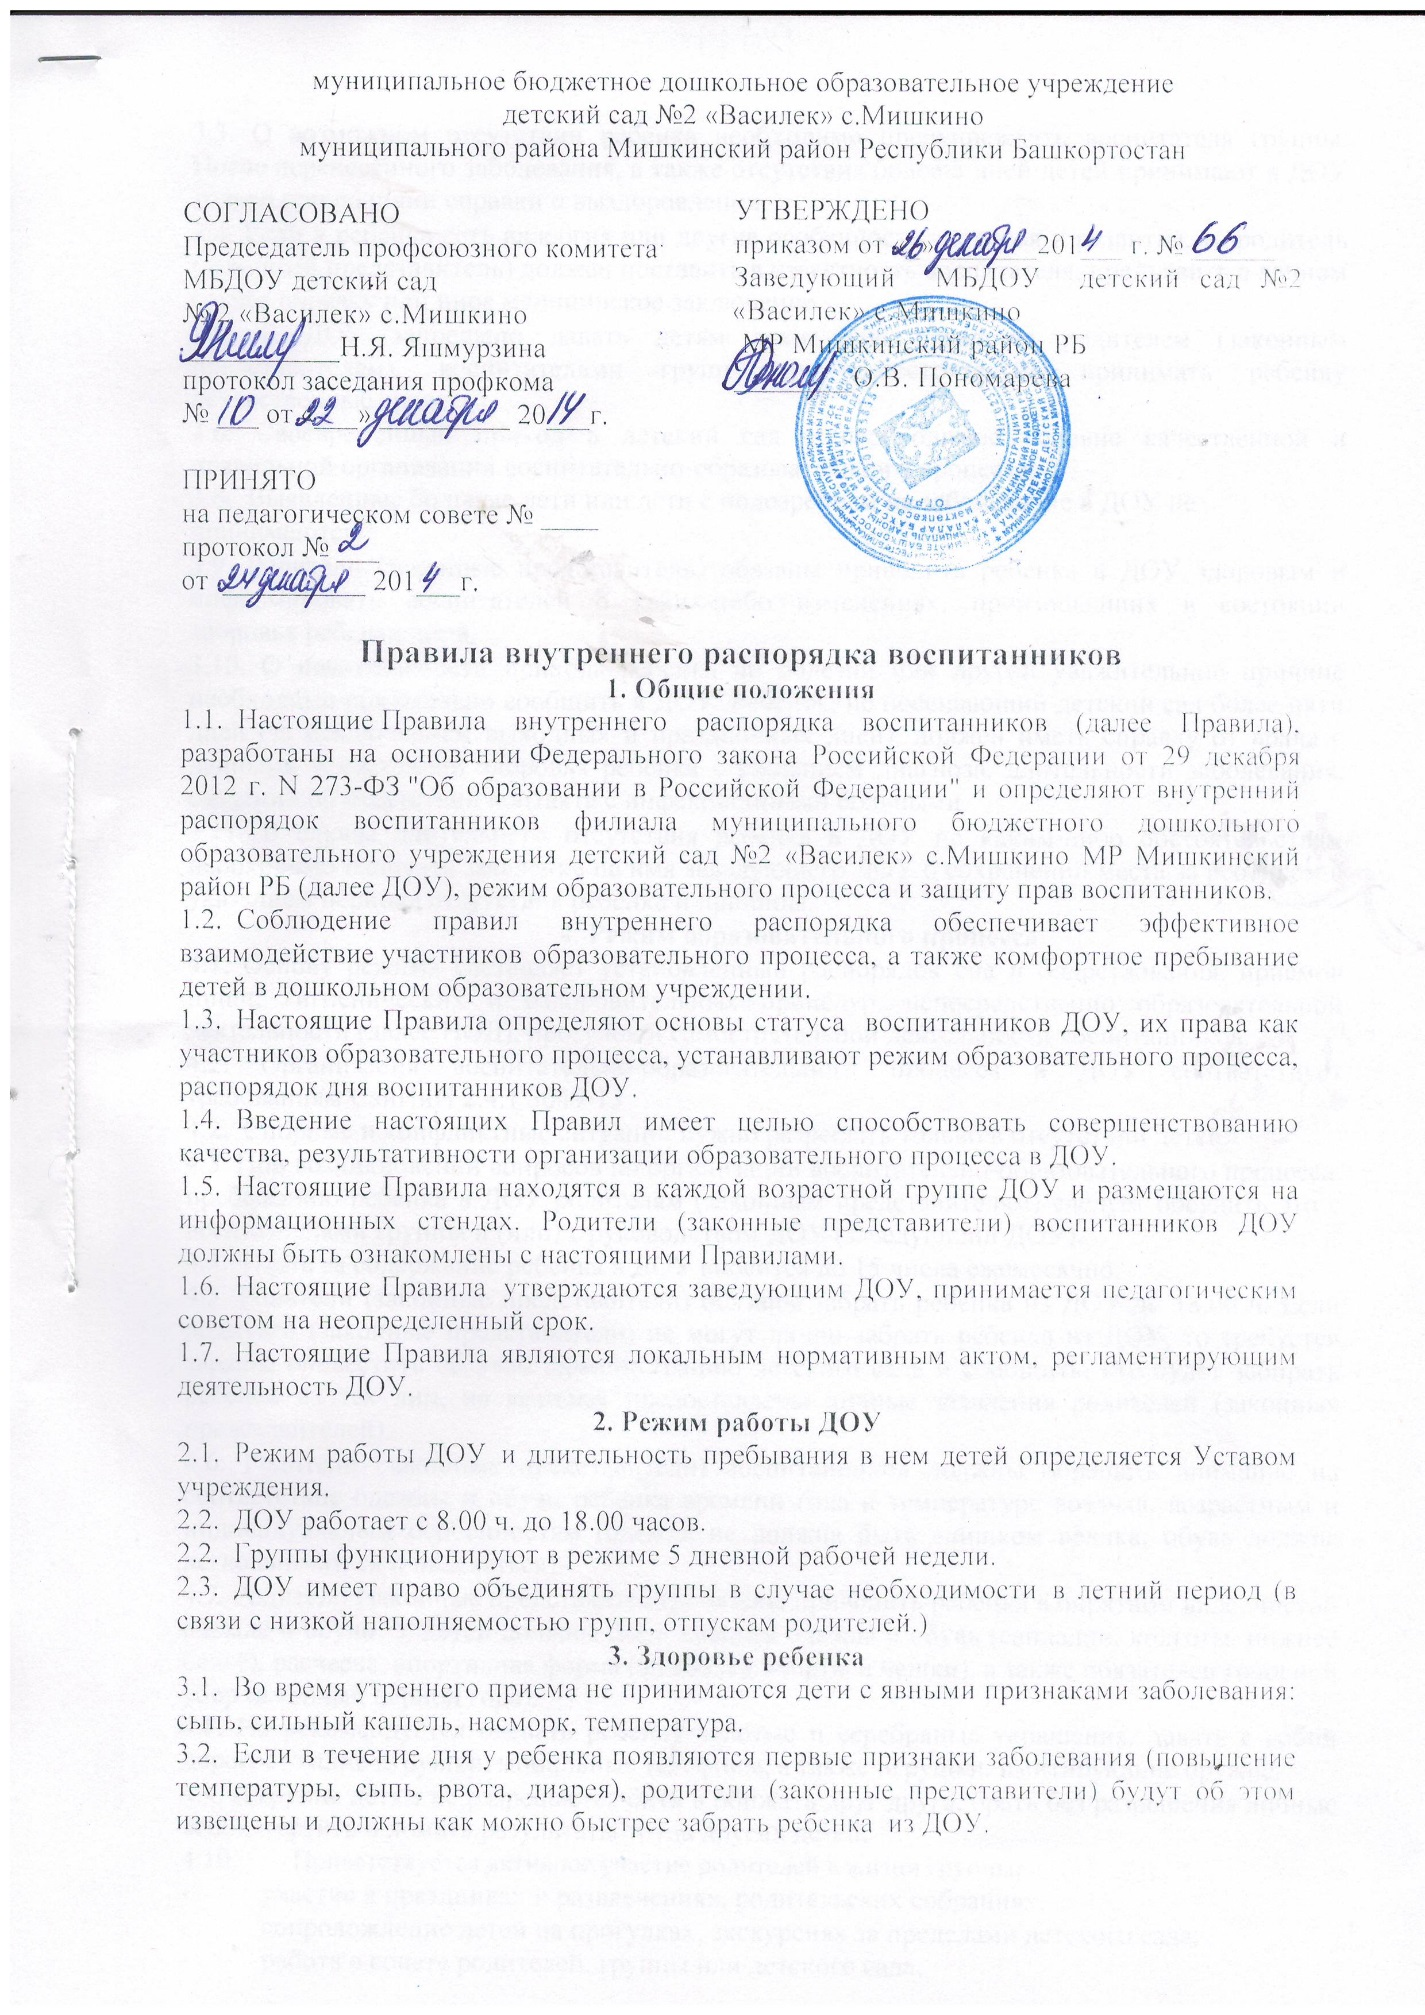 муниципальное бюджетное дошкольное образовательное учреждение
детский сад №2 «Василек» с.Мишкино
муниципального района Мишкинский район Республики Башкортостан
СОГЛАСОВАНО
Председатель профсоюзного комитета
МБДОУ детский сад
№2 «Василек» с.Мишкино
Н.Я. Яшмурзина
протокол заседания профкома
№ 10 от 22 » декабря 2014 г.
УТВЕРЖДЕНО
приказом от « 26 » декабря 2014 г. № 66
Заведующий МБДОУ детский сад №2
«Василек» с.Мишкино
МР Мишкинский район РБ
О.В. Пономарева
ПРИНЯТО
на педагогическом совете № ____
протокол № 2
от 24 декабря 2014 г.
Правила внутреннего распорядка воспитанников
1. Общие положения
1.1. Настоящие Правила внутреннего распорядка воспитанников (далее Правила),
разработаны на основании Федерального закона Российской Федерации от 29 декабря
2012 г. N 273-ФЗ "Об образовании в Российской Федерации" и определяют внутренний
распорядок воспитанников филиала муниципального бюджетного дошкольного
образовательного учреждения детский сад №2 «Василек» с.Мишкино МР Мишкинский
район РБ (далее ДОУ), режим образовательного процесса и защиту прав воспитанников.
1.2. Соблюдение правил внутреннего распорядка обеспечивает эффективное
взаимодействие участников образовательного процесса, а также комфортное пребывание
детей в дошкольном образовательном учреждении.
1.3. Настоящие Правила определяют основы статуса воспитанников ДОУ, их права как
участников образовательного процесса, устанавливают режим образовательного процесса,
распорядок дня воспитанников ДОУ.
1.4. Введение настоящих Правил имеет целью способствовать совершенствованию
качества, результативности организации образовательного процесса в ДОУ.
1.5. Настоящие Правила находятся в каждой возрастной группе ДОУ и размещаются на
информационных стендах. Родители (законные представители) воспитанников ДОУ
должны быть ознакомлены с настоящими Правилами.
1.6. Настоящие Правила утверждаются заведующим ДОУ, принимается педагогическим
советом на неопределенный срок.
1.7. Настоящие Правила являются локальным нормативным актом, регламентирующим
деятельность ДОУ.
2. Режим работы ДОУ
2.1. Режим работы ДОУ и длительность пребывания в нем детей определяется Уставом
учреждения.
2.2. ДОУ работает с 8.00 ч. до 18.00 часов.
2.2. Группы функционируют в режиме 5 дневной рабочей недели.
2.3. ДОУ имеет право объединять группы в случае необходимости в летний период (в
связи с низкой наполняемостью групп, отпускам родителей.)
3. Здоровье ребенка
3.1. Во время утреннего приема не принимаются дети с явными признаками заболевания:
сыпь, сильный кашель, насморк, температура.
3.2. Если в течение дня у ребенка появляются первые признаки заболевания (повышение
температуры, сыпь, рвота, диарея), родители (законные представители) будут об этом
извещены и должны как можно быстрее забрать ребенка из ДОУ.